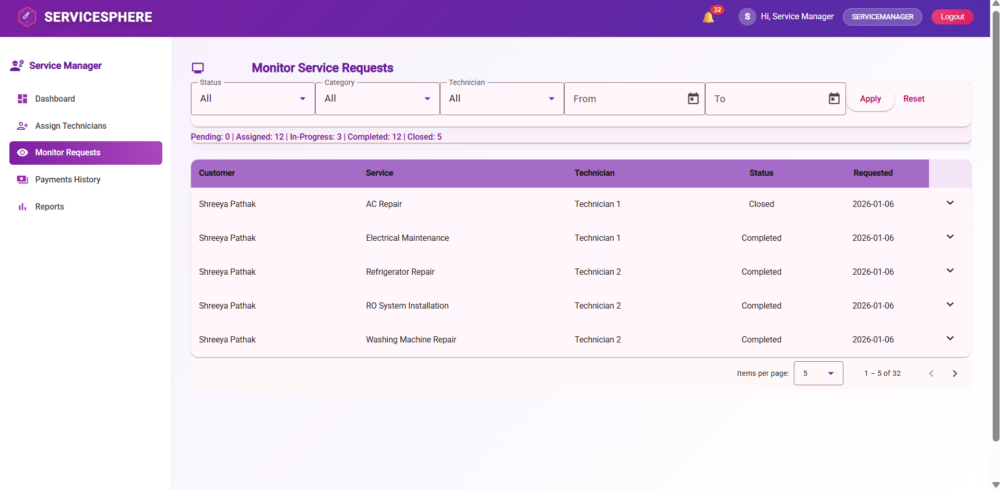 SERVICESPHERE
32
S Hi, Service Manager SERVICEMANAGER Logout
Service Manager
Dashboard
Assign Technicians
Monitor Requests
Payments History
Reports
Monitor Service Requests
Status Category Technician
All All All From To Apply Reset
Pending: 0 | Assigned: 12 | In-Progress: 3 | Completed: 12 | Closed: 5
Customer Service Technician Status Requested
Shreeya Pathak AC Repair Technician 1 Closed 2026-01-06
Shreeya Pathak Electrical Maintenance Technician 1 Completed 2026-01-06
Shreeya Pathak Refrigerator Repair Technician 2 Completed 2026-01-06
Shreeya Pathak RO System Installation Technician 2 Completed 2026-01-06
Shreeya Pathak Washing Machine Repair Technician 2 Completed 2026-01-06
Items per page: 5 1 – 5 of 32